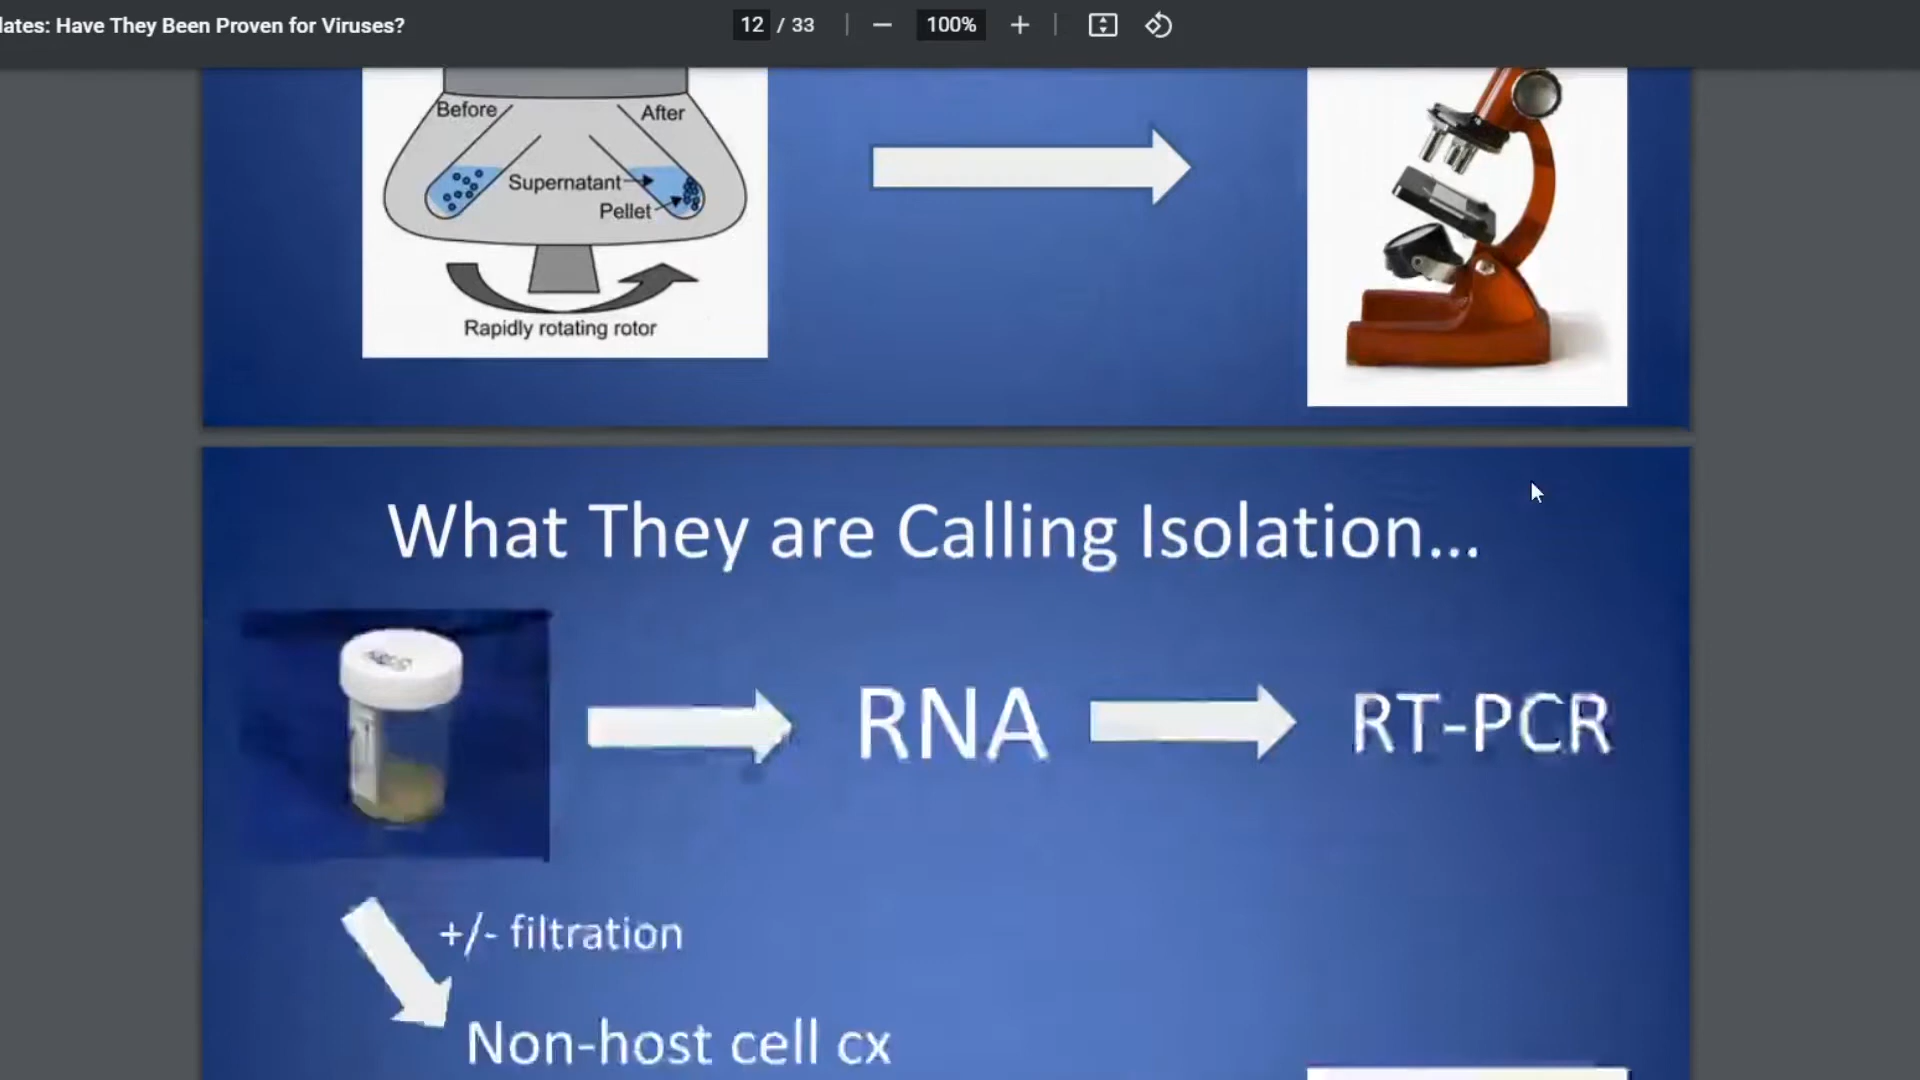 lates: Have They Been Proven for Viruses?
12 / 33
100%
Before
After
Supernatant
Pellet
Rapidly rotating rotor
What They are Calling Isolation...
RNA
RT-PCR
+/- filtration
Non-host cell cx